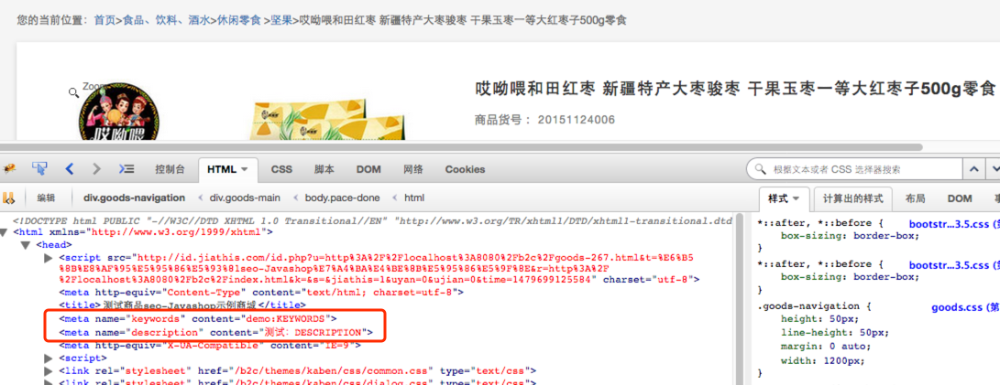 您的当前位置：首页>食品、饮料、酒水>休闲零食 >坚果>哎呦喂和田红枣 新疆特产大枣骏枣 干果玉枣一等大红枣子500g零食
Zoom
哎呦喂
哎呦喂和田红枣 新疆特产大枣骏枣 干果玉枣一等大红枣子500g零食
商品货号： 20151124006
控制台 HTML CSS 脚本 DOM 网络 Cookies
根据文本或者 CSS 选择器搜索
编辑 div.goods-navigation div.goods-main body.pace-done html
样式 计算出的样式 布局 DOM
<!DOCTYPE html PUBLIC "-//W3C//DTD XHTML 1.0 Transitional//EN" "http://www.w3.org/TR/xhtml1/DTD/xhtml1-transitional.dtd
<html xmlns="http://www.w3.org/1999/xhtml">
<head>
<script src="http://id.jiathis.com/id.php?u=http%3A%2F%2Flocalhost%3A8080%2Fb2c%2Fgoods-267.html&t=%E6%B5
%8B%E8%AF%95%E5%95%86%E5%93%81seo-Javashop%E7%A4%BA%E4%BE%8B%E5%95%86%E5%9F%8E&r=http%3A%2F
%2Flocalhost%3A8080%2Fb2c%2Findex.html&k=&s=&jiathis=1&uyan=0&ujian=0&time=1479699125584" charset="utf-8">
<meta http-equiv="Content-Type" content="text/html; charset=utf-8">
<title>测试商品seo-Javashop示例商城</title>
<meta name="keywords" content="demo:KEYWORDS">
<meta name="description" content="测试：DESCRIPTION">
<meta http-equiv="X-UA-Compatible" content="IE=9">
<script>
<link rel="stylesheet" href="/b2c/themes/kaben/css/common.css" type="text/css">
<link rel="stylesheet" href="/b2c/themes/kaben/css/dialog.css" type="text/css">
*::after, *::before { bootstr...3.5.css (第
box-sizing: border-box;
}
*::after, *::before { bootstr...3.5.css (第
box-sizing: border-box;
}
.goods-navigation { goods.css (第
height: 50px;
line-height: 50px;
margin: 0 auto;
width: 1200px;
}